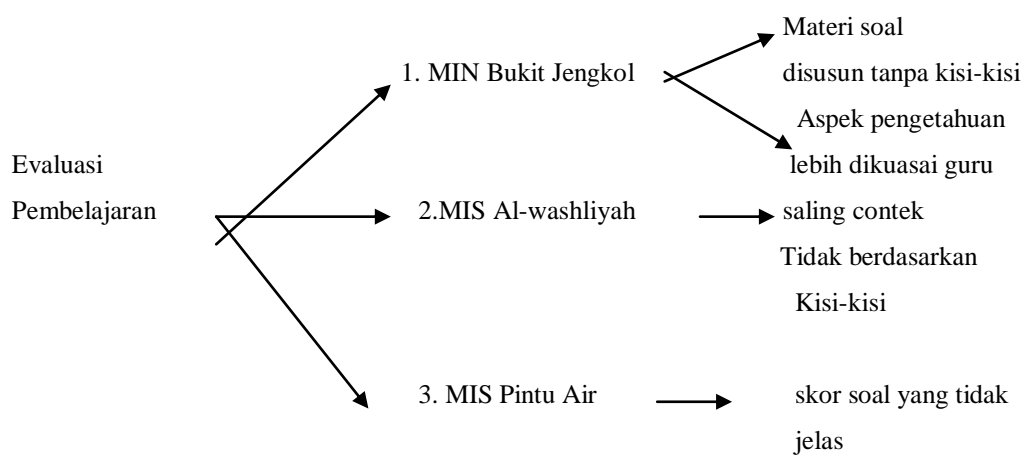 Materi soal
1. MIN Bukit Jengkol
disusun tanpa kisi-kisi
Aspek pengetahuan
Evaluasi
lebih dikuasai guru
Pembelajaran
2.MIS Al-washliyah
saling contek
Tidak berdasarkan
Kisi-kisi
3. MIS Pintu Air
skor soal yang tidak
jelas